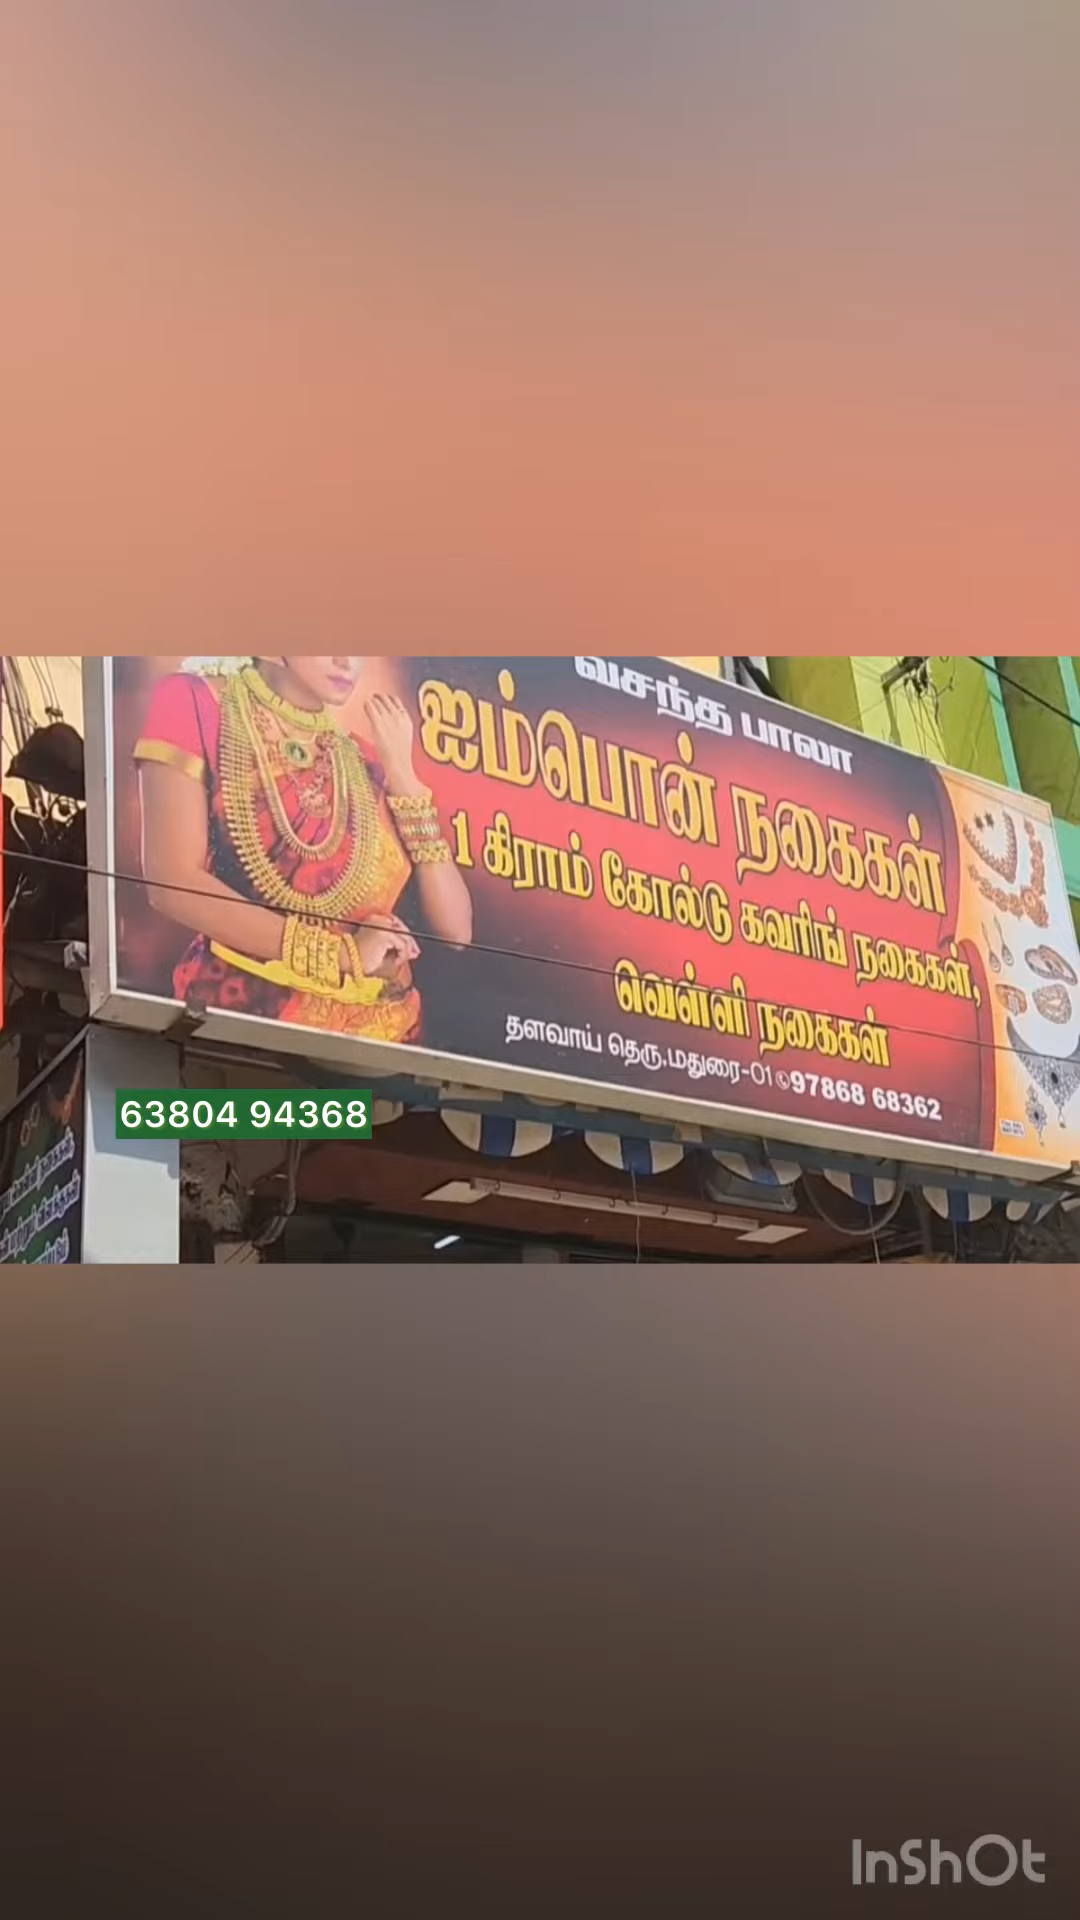 வசந்த பாலா
ஐம்பொன் நகைகள்
1 கிராம் கோல்டு கவரிங் நகைகள்,
வெள்ளி நகைகள்
தளவாய் தெரு,மதுரை-01 ✆97868 68362
63804 94368
InShOt